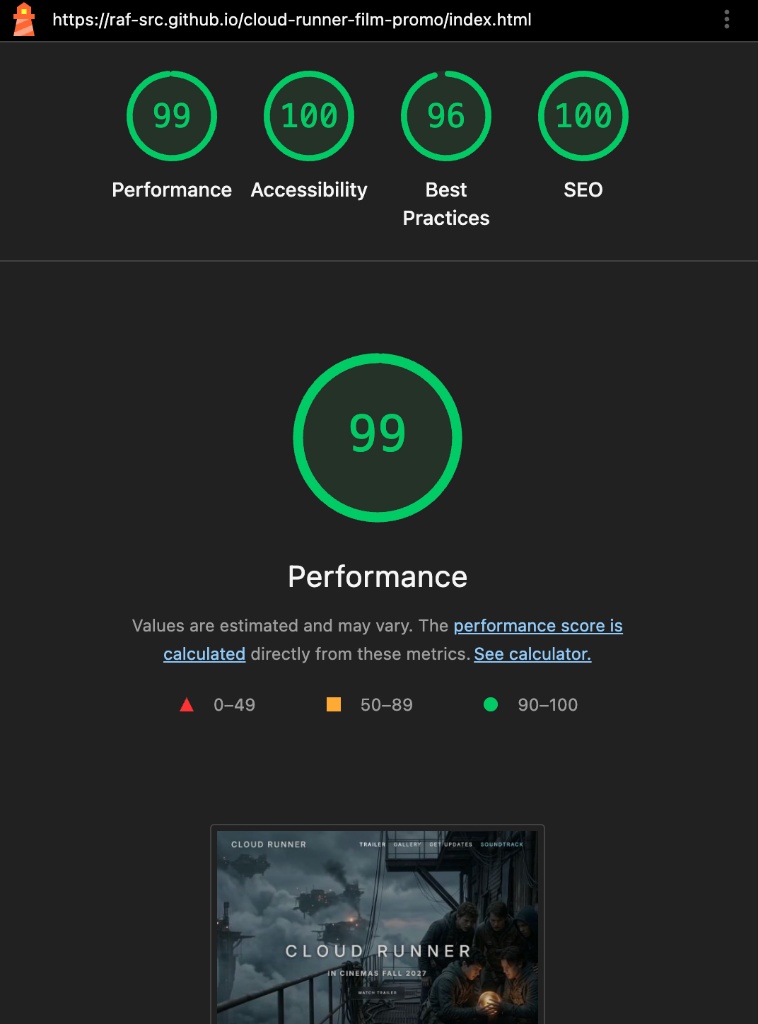 https://raf-src.github.io/cloud-runner-film-promo/index.html
99
100
96
100
Performance
Accessibility
Best
Practices
SEO
99
Performance
Values are estimated and may vary. The performance score is
calculated directly from these metrics. See calculator.
0–49
50–89
90–100
CLOUD RUNNER
TRAILER GALLERY GET UPDATES SOUNDTRACK
CLOUD RUNNER
IN CINEMAS FALL 2027
WATCH TRAILER